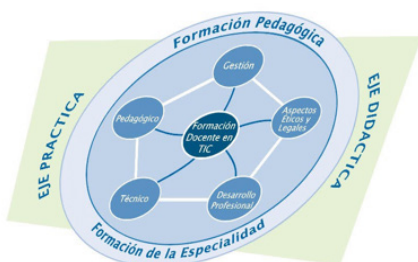 Formación Pedagógica
Gestión
Pedagógico
Aspectos
Éticos y
Legales
Formación
Docente en
TIC
EJE PRACTICA
EJE DIDACTICA
Técnico
Desarrollo
Profesional
Formación de la Especialidad